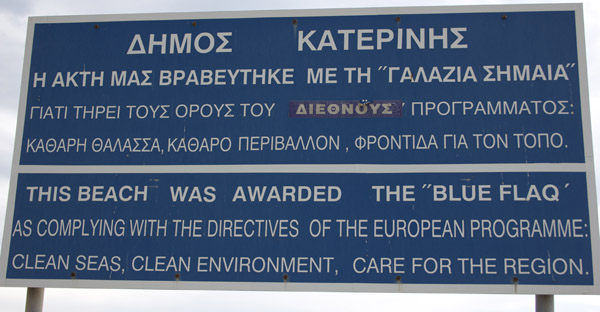 ΔΗΜΟΣ ΚΑΤΕΡΙΝΗΣ
Η ΑΚΤΗ ΜΑΣ ΒΡΑΒΕΥΤΗΚΕ ΜΕ ΤΗ ˝ΓΑΛΑΖΙΑ ΣΗΜΑΙΑ˝
ΓΙΑΤΙ ΤΗΡΕΙ ΤΟΥΣ ΟΡΟΥΣ ΤΟΥ ΔΙΕΘΝΟΥΣ ΠΡΟΓΡΑΜΜΑΤΟΣ:
ΚΑΘΑΡΗ ΘΑΛΑΣΣΑ, ΚΑΘΑΡΟ ΠΕΡΙΒΑΛΛΟΝ , ΦΡΟΝΤΙΔΑ ΓΙΑ ΤΟΝ ΤΟΠΟ.
THIS BEACH WAS AWARDED THE ˝BLUE FLAQ´
AS COMPLYING WITH THE DIRECTIVES OF THE EUROPEAN PROGRAMME:
CLEAN SEAS, CLEAN ENVIRONMENT, CARE FOR THE REGION.